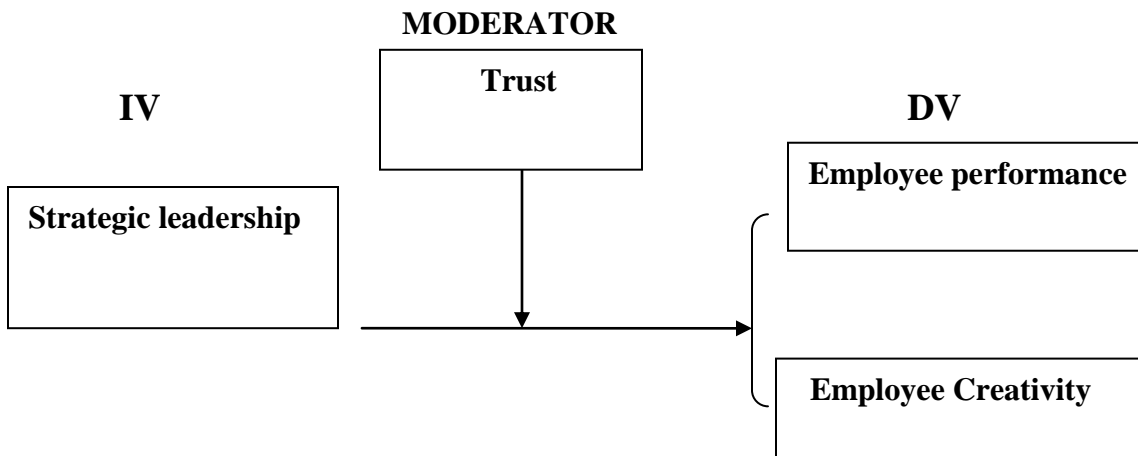 MODERATOR
Trust
IV
DV
Employee performance
Strategic leadership
Employee Creativity